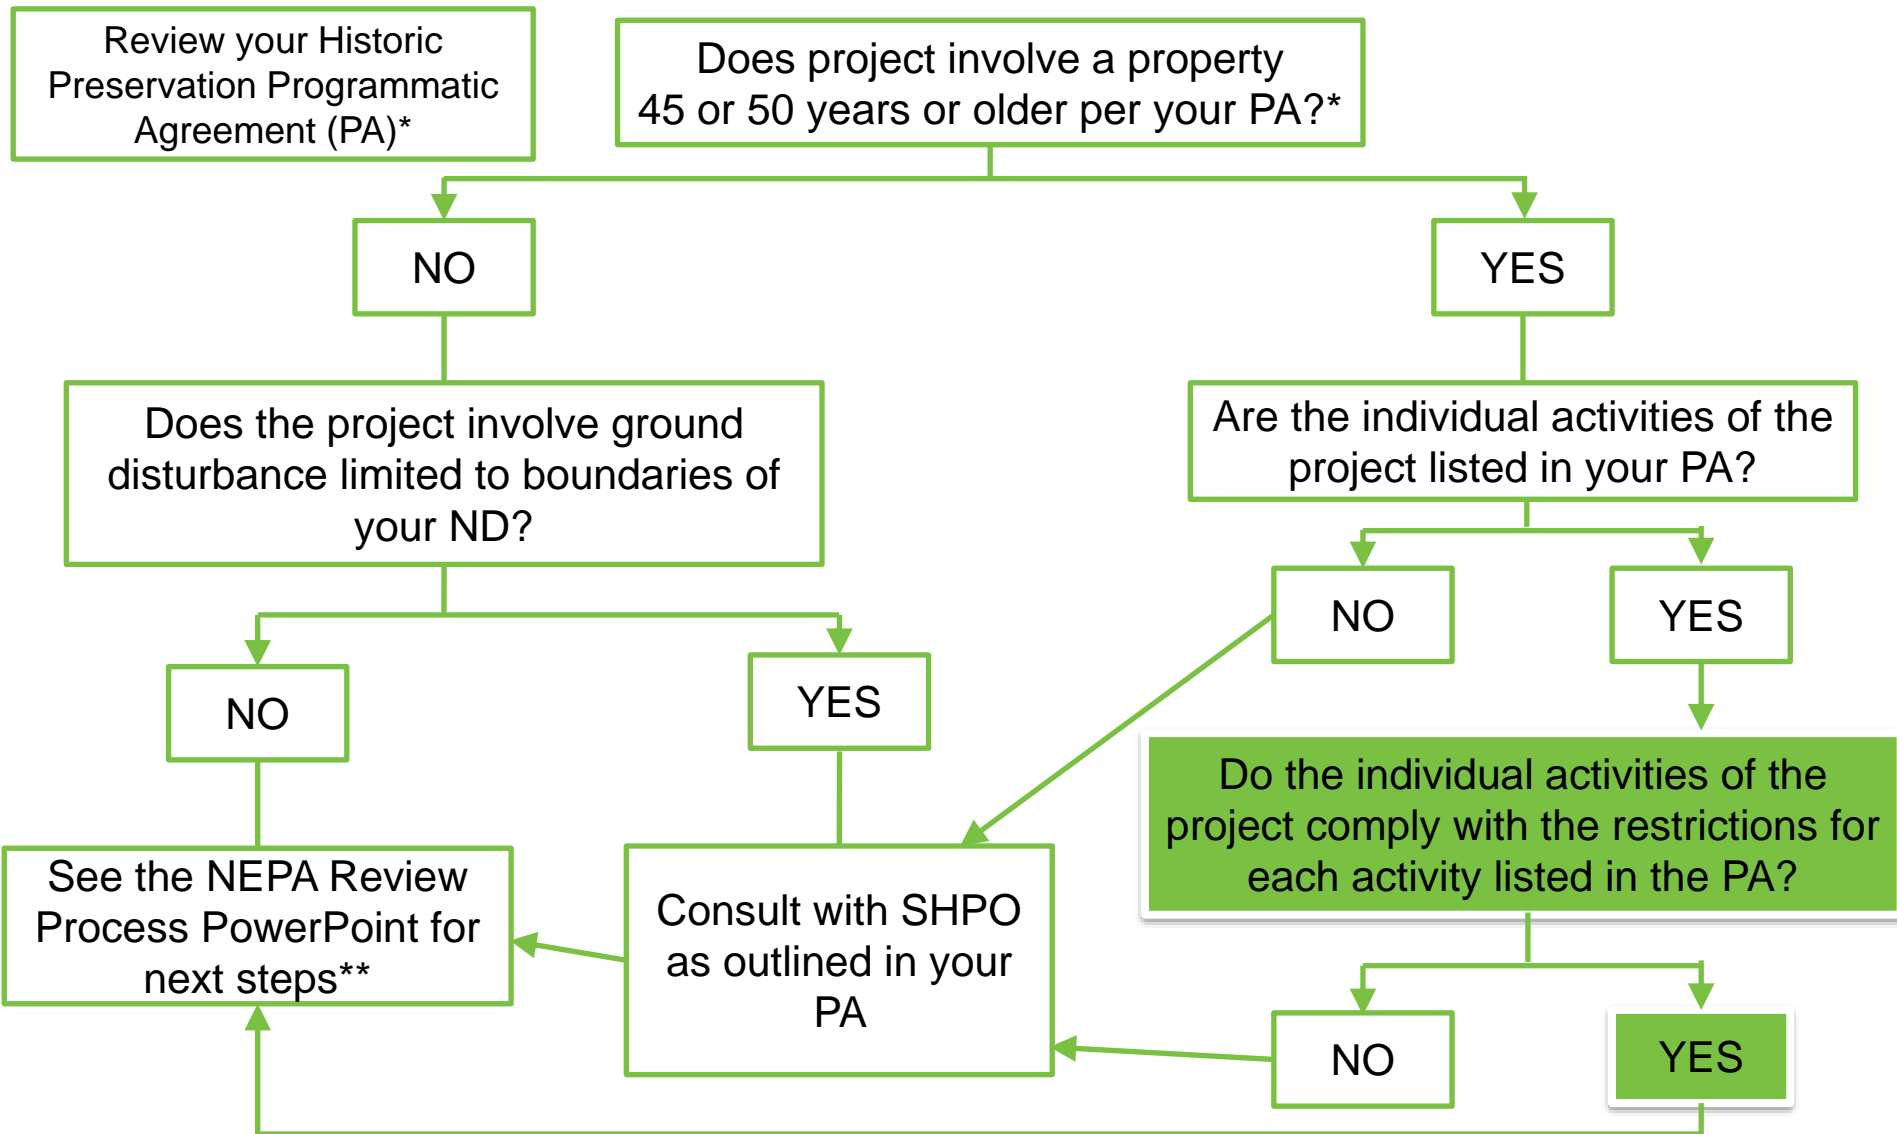 Review your Historic
Preservation Programmatic
Agreement (PA)*
Does project involve a property
45 or 50 years or older per your PA?*
NO
YES
Does the project involve ground
disturbance limited to boundaries of
your ND?
Are the individual activities of the
project listed in your PA?
NO
YES
NO
YES
Do the individual activities of the
project comply with the restrictions for
each activity listed in the PA?
See the NEPA Review
Process PowerPoint for
next steps**
Consult with SHPO
as outlined in your
PA
NO
YES